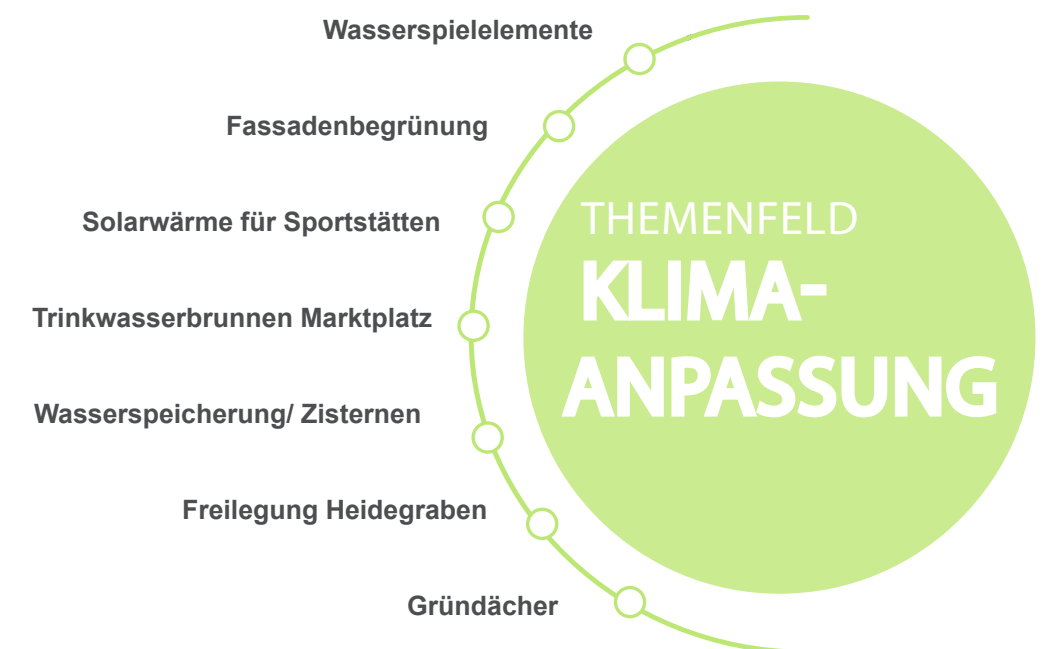 Wasserspielelemente
Fassadenbegrünung
Solarwärme für Sportstätten
Trinkwasserbrunnen Marktplatz
Wasserspeicherung/ Zisternen
Freilegung Heidegraben
Gründächer
THEMENFELD
KLIMA-
ANPASSUNG